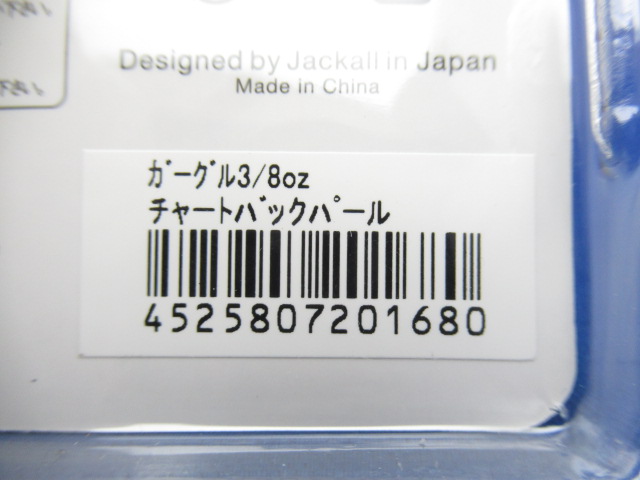 Designed by Jackall in Japan
Made in China
ｶﾞｰｸﾞﾙ3/8oz
ﾁｬｰﾄﾊﾞｯｸﾊﾟｰﾙ
4525807201680